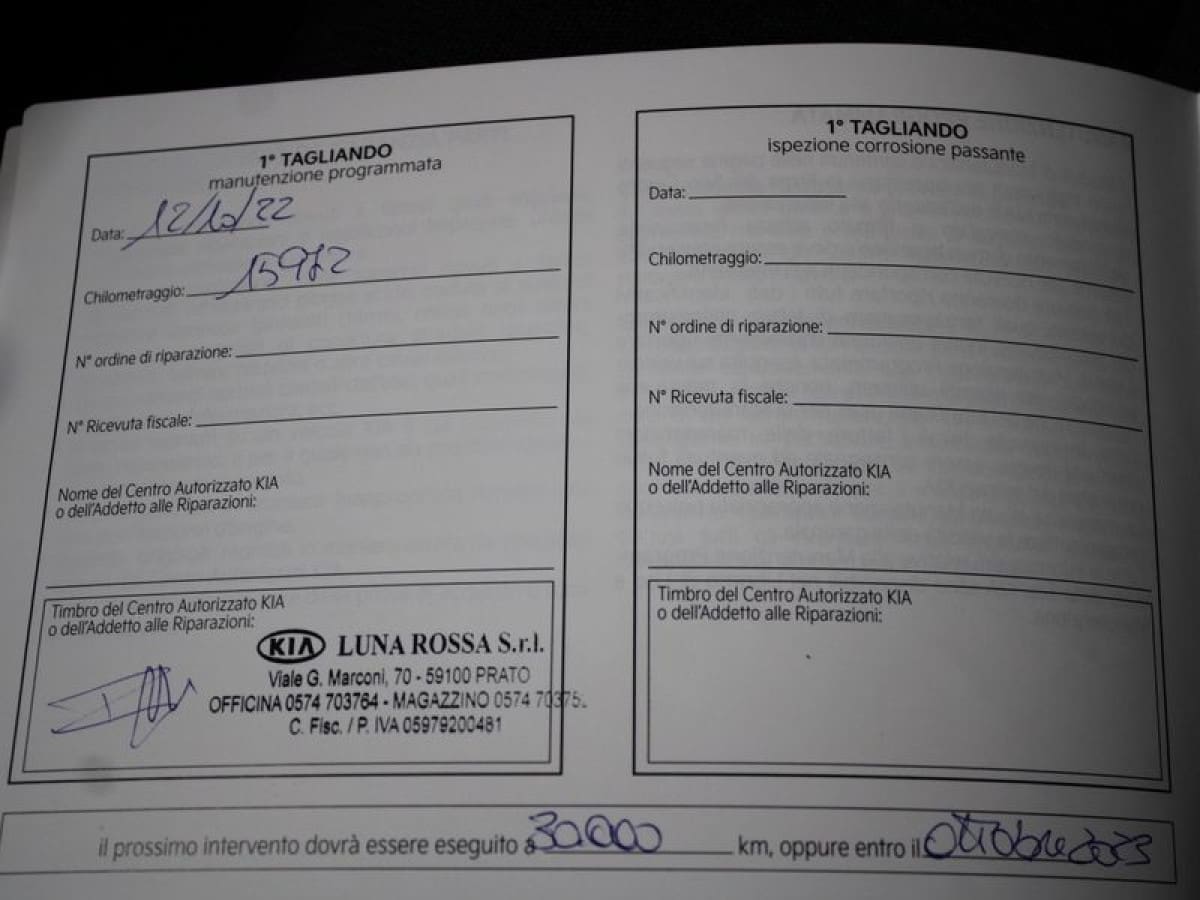 1° TAGLIANDO
manutenzione programmata
Data: 12/10/22
Chilometraggio: 15972
N° ordine di riparazione:
N° Ricevuta fiscale:
Nome del Centro Autorizzato KIA
o dell'Addetto alle Riparazioni:
Timbro del Centro Autorizzato KIA
o dell'Addetto alle Riparazioni:
KIA LUNA ROSSA S.r.l.
Viale G. Marconi, 70 - 59100 PRATO
OFFICINA 0574 703764 - MAGAZZINO 0574
C. Fisc. / P. IVA 05979200481
1° TAGLIANDO
ispezione corrosione passante
Data:
Chilometraggio:
N° ordine di riparazione:
N° Ricevuta fiscale:
Nome del Centro Autorizzato KIA
o dell'Addetto alle Riparazioni:
Timbro del Centro Autorizzato KIA
o dell'Addetto alle Riparazioni:
il prossimo intervento dovrà essere eseguito a 30.000 km, oppure entro il ottobre 2023